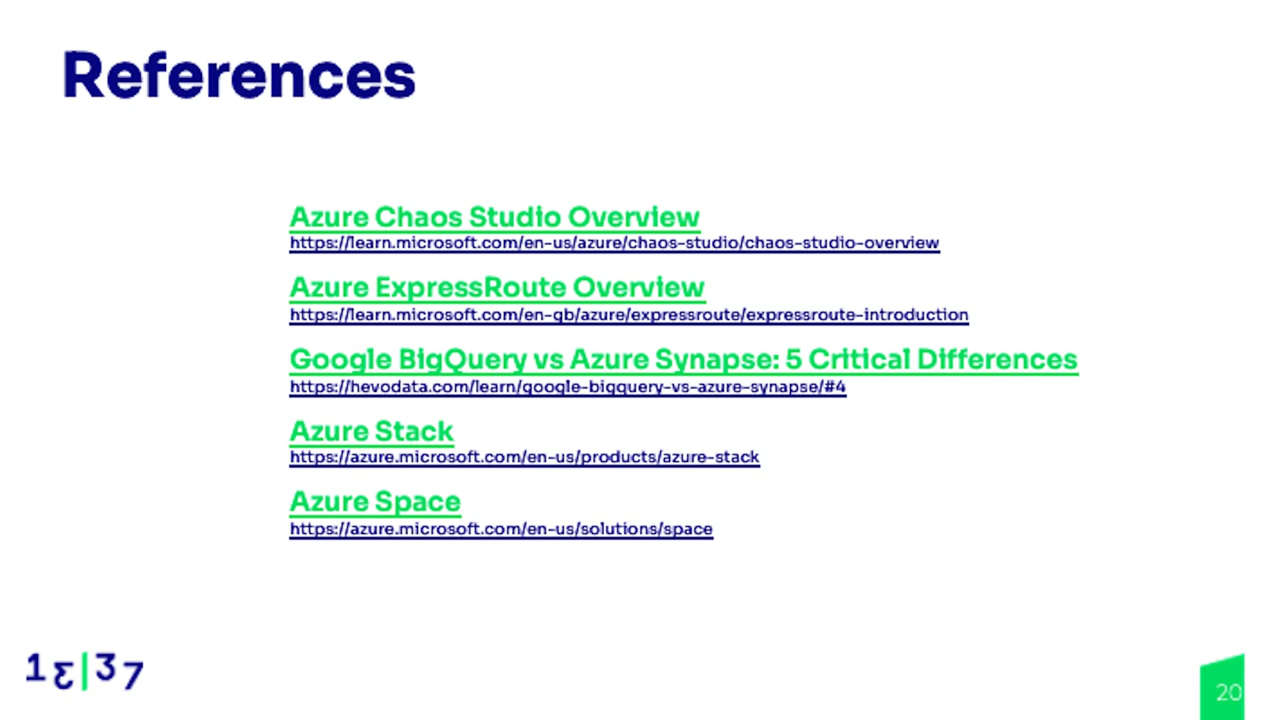 References
Azure Chaos Studio Overview
https://learn.microsoft.com/en-us/azure/chaos-studio/chaos-studio-overview
Azure ExpressRoute Overview
https://learn.microsoft.com/en-gb/azure/expressroute/expressroute-introduction
Google BigQuery vs Azure Synapse: 5 Critical Differences
https://hevodata.com/learn/google-bigquery-vs-azure-synapse/#4
Azure Stack
https://azure.microsoft.com/en-us/products/azure-stack
Azure Space
https://azure.microsoft.com/en-us/solutions/space
13|37
20